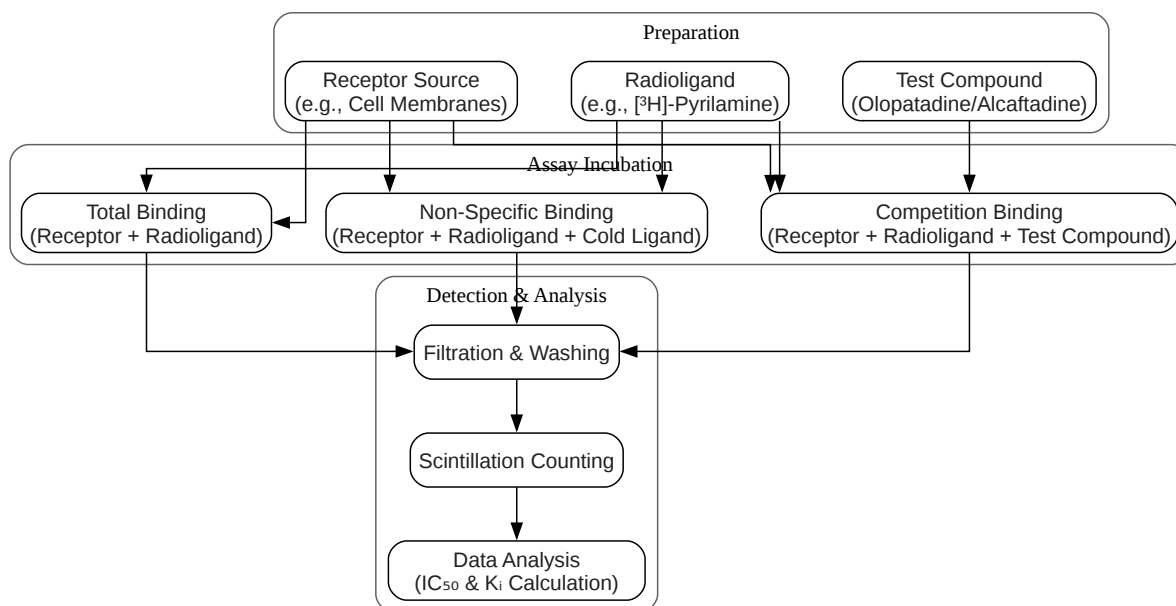 Preparation
Receptor Source
(e.g., Cell Membranes)
Radioligand
(e.g., [³H]-Pyrilamine)
Test Compound
(Olopatadine/Alcaftadine)
Assay Incubation
Total Binding
(Receptor + Radioligand)
Non-Specific Binding
(Receptor + Radioligand + Cold Ligand)
Competition Binding
(Receptor + Radioligand + Test Compound)
Detection & Analysis
Filtration & Washing
Scintillation Counting
Data Analysis
(IC₅₀ & Kᵢ Calculation)